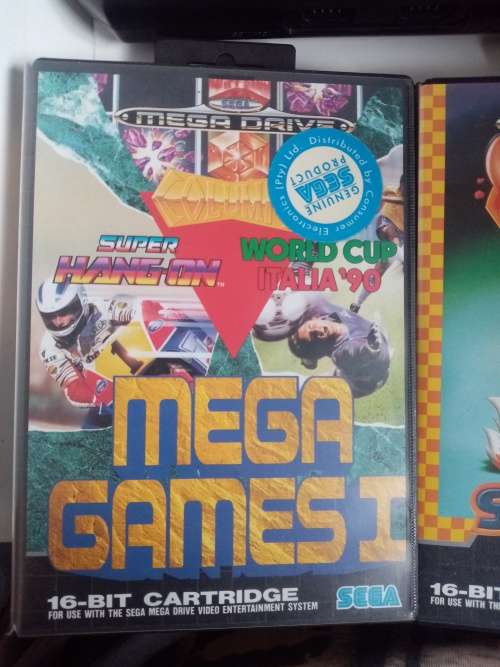 SEGA
MEGA DRIVE
COLUMNS
Distributed by Consumer Electronics (Pty) Ltd.
GENUINE
SEGA
PRODUCT
SUPER
HANG-ON™
WORLD CUP
ITALIA '90
MEGA
GAMES I
16-BIT CARTRIDGE
FOR USE WITH THE SEGA MEGA DRIVE VIDEO ENTERTAINMENT SYSTEM
SEGA
16-BIT
FOR USE WITH THE